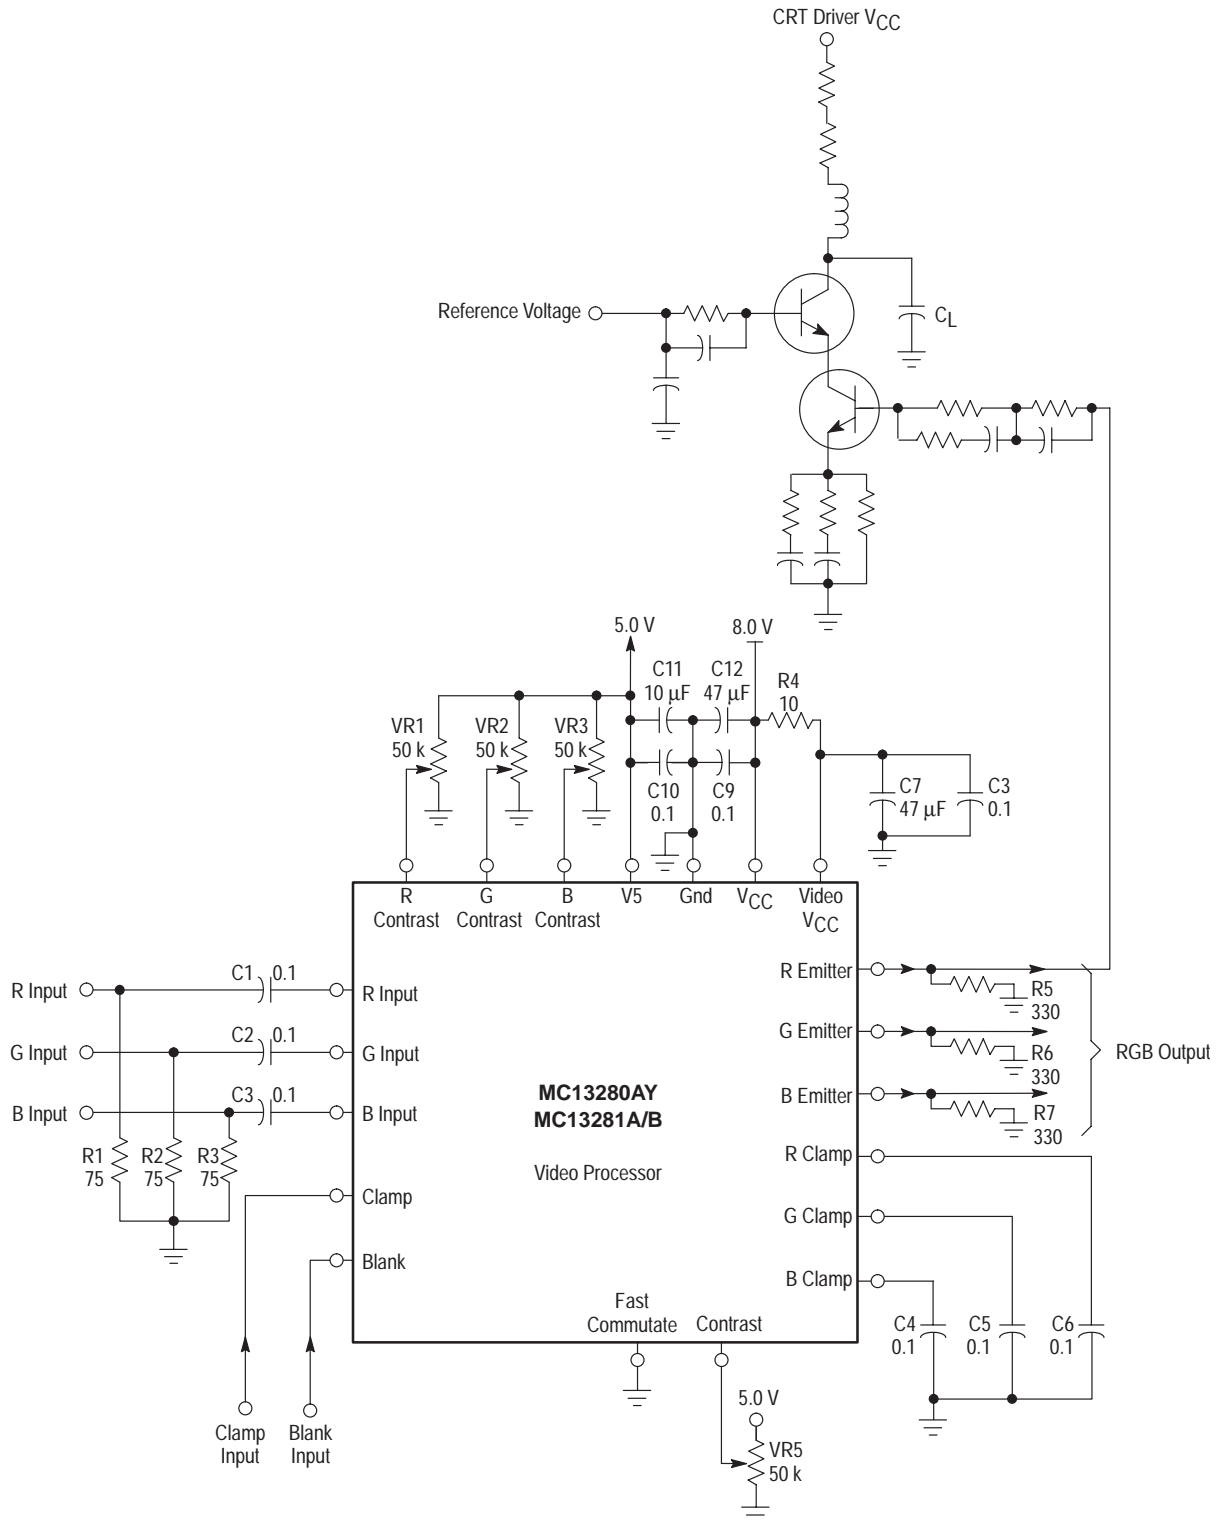 CRT Driver VCC
Reference Voltage
CL
5.0 V
8.0 V
C11
10 µF
C12
47 µF
R4
10
VR1
50 k
VR2
50 k
VR3
50 k
C10
0.1
C9
0.1
C7
47 µF
C3
0.1
R
Contrast
G
Contrast
B
Contrast
V5
Gnd
VCC
Video
VCC
R Input
C1
0.1
R Input
G Input
C2
0.1
G Input
B Input
C3
0.1
B Input
R1
75
R2
75
R3
75
MC13280AY
MC13281A/B
Video Processor
R Emitter
R5
330
G Emitter
R6
330
B Emitter
R7
330
RGB Output
R Clamp
G Clamp
B Clamp
Clamp
Blank
Fast
Commutate
Contrast
C4
0.1
C5
0.1
C6
0.1
Clamp
Input
Blank
Input
5.0 V
VR5
50 k